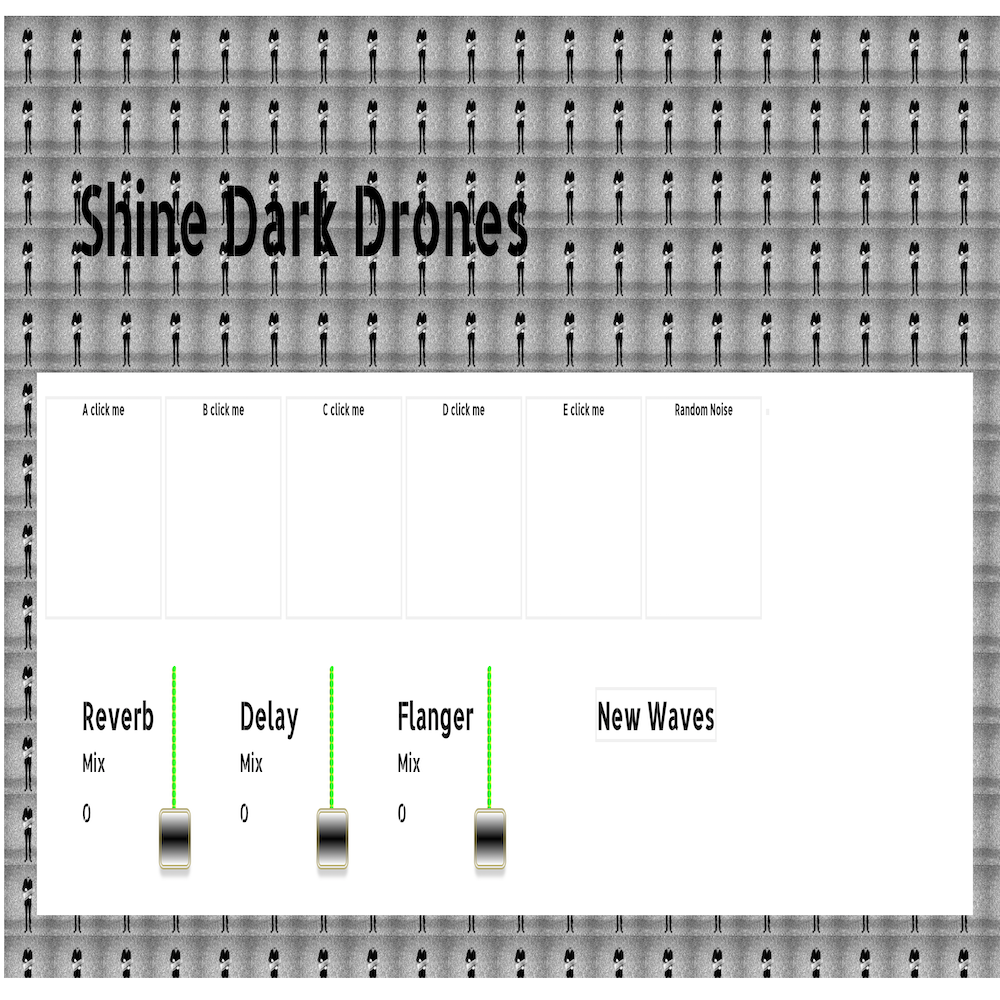 Shine Dark Drones
A click me
B click me
C click me
D click me
E click me
Random Noise
Reverb
Mix
0
Delay
Mix
0
Flanger
Mix
0
New Waves